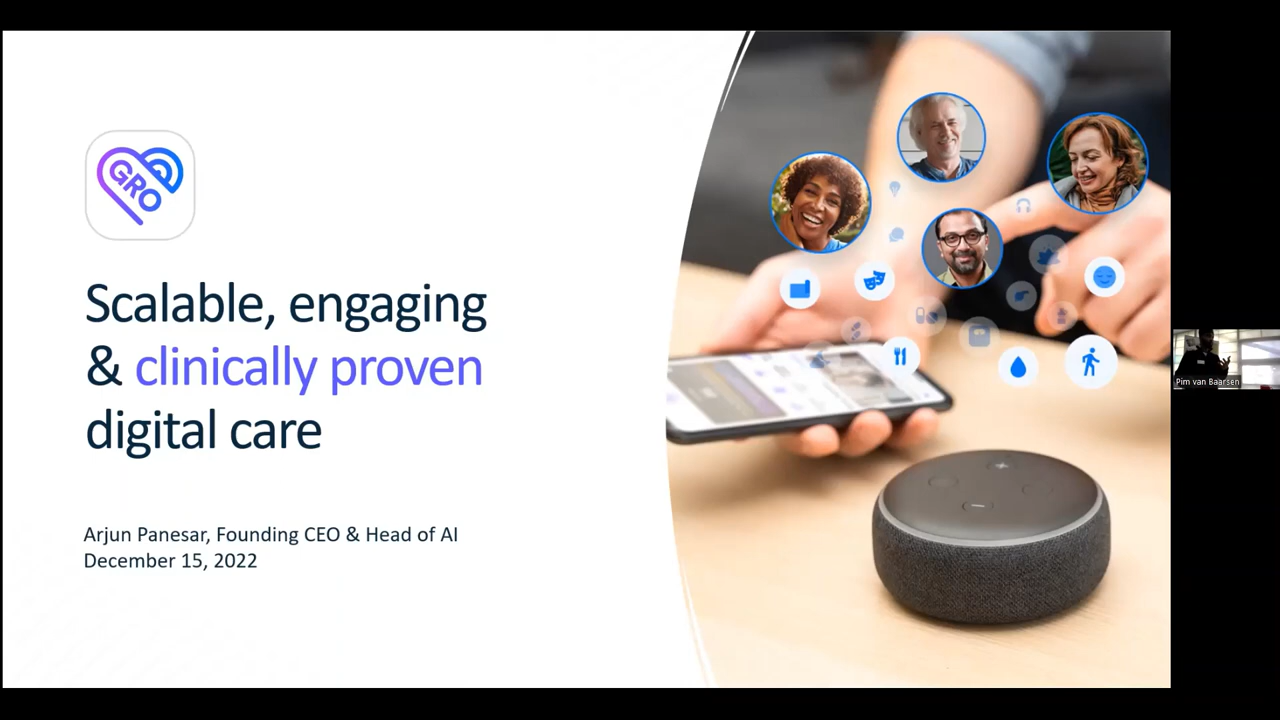 GRO
Scalable, engaging
& clinically proven
digital care
Arjun Panesar, Founding CEO & Head of AI
December 15, 2022
Pim van Baarsen